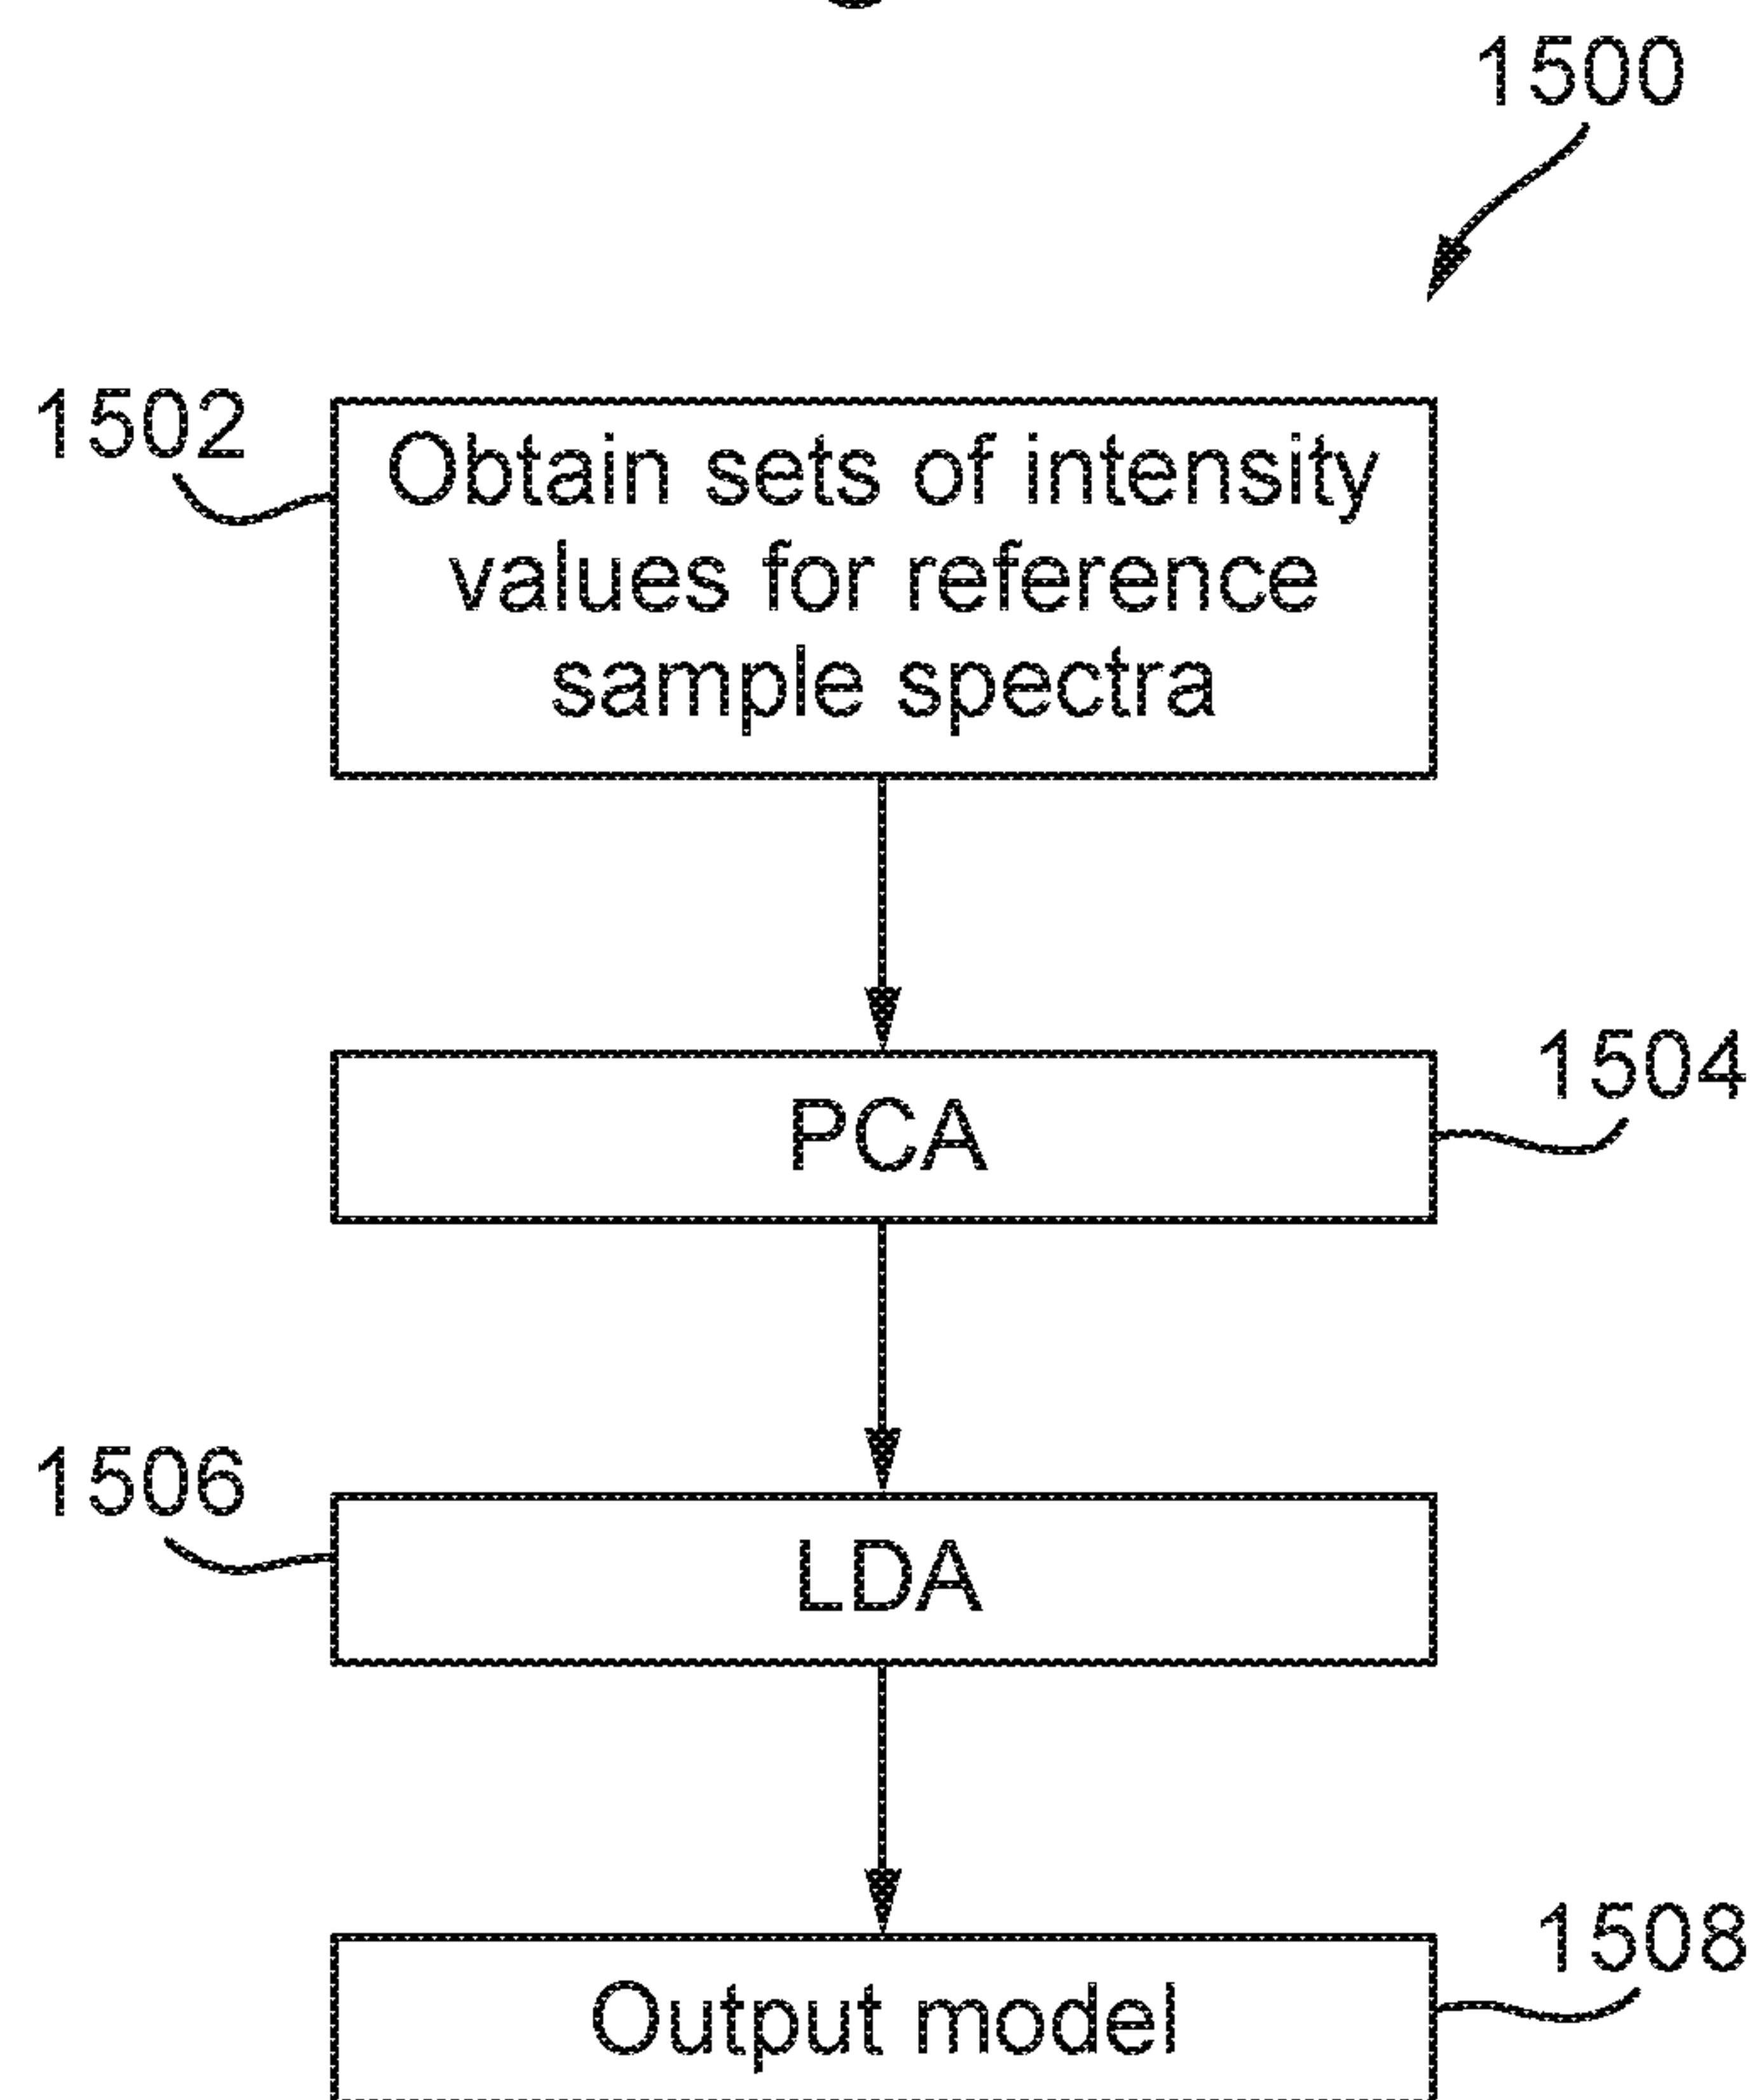 1500
1502
Obtain sets of intensity
values for reference
sample spectra
1504
PCA
1506
LDA
1508
Output model